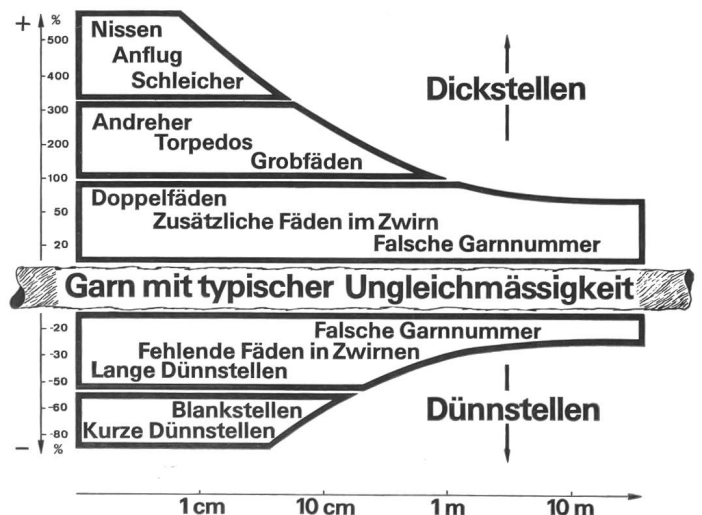 + %
500
400
300
200
100
50
20
Nissen
Anflug
Schleicher
Dickstellen
Andreher
Torpedos
Grobfäden
Doppelfäden
Zusätzliche Fäden im Zwirn
Falsche Garnnummer
Garn mit typischer Ungleichmässigkeit
-20
-30
-50
-60
-80
- %
Falsche Garnnummer
Fehlende Fäden in Zwirnen
Lange Dünnstellen
Blankstellen
Kurze Dünnstellen
Dünnstellen
1 cm 10 cm 1 m 10 m